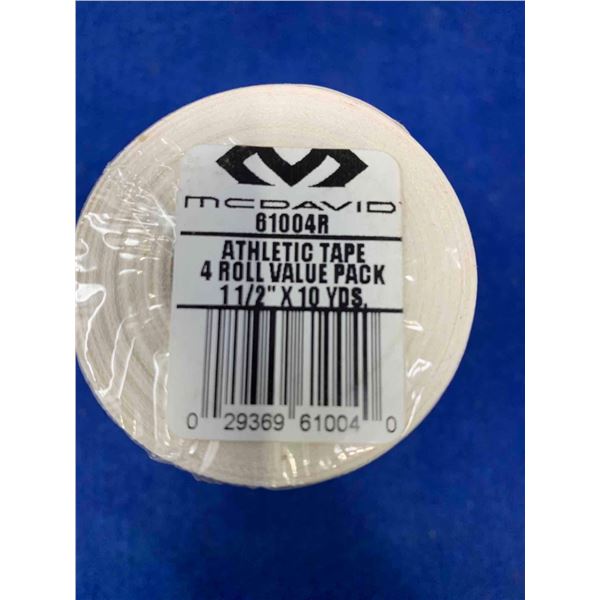 MCDAVID
61004R
ATHLETIC TAPE
4 ROLL VALUE PACK
1 1/2" X 10 YDS.
0 29369 61004 0